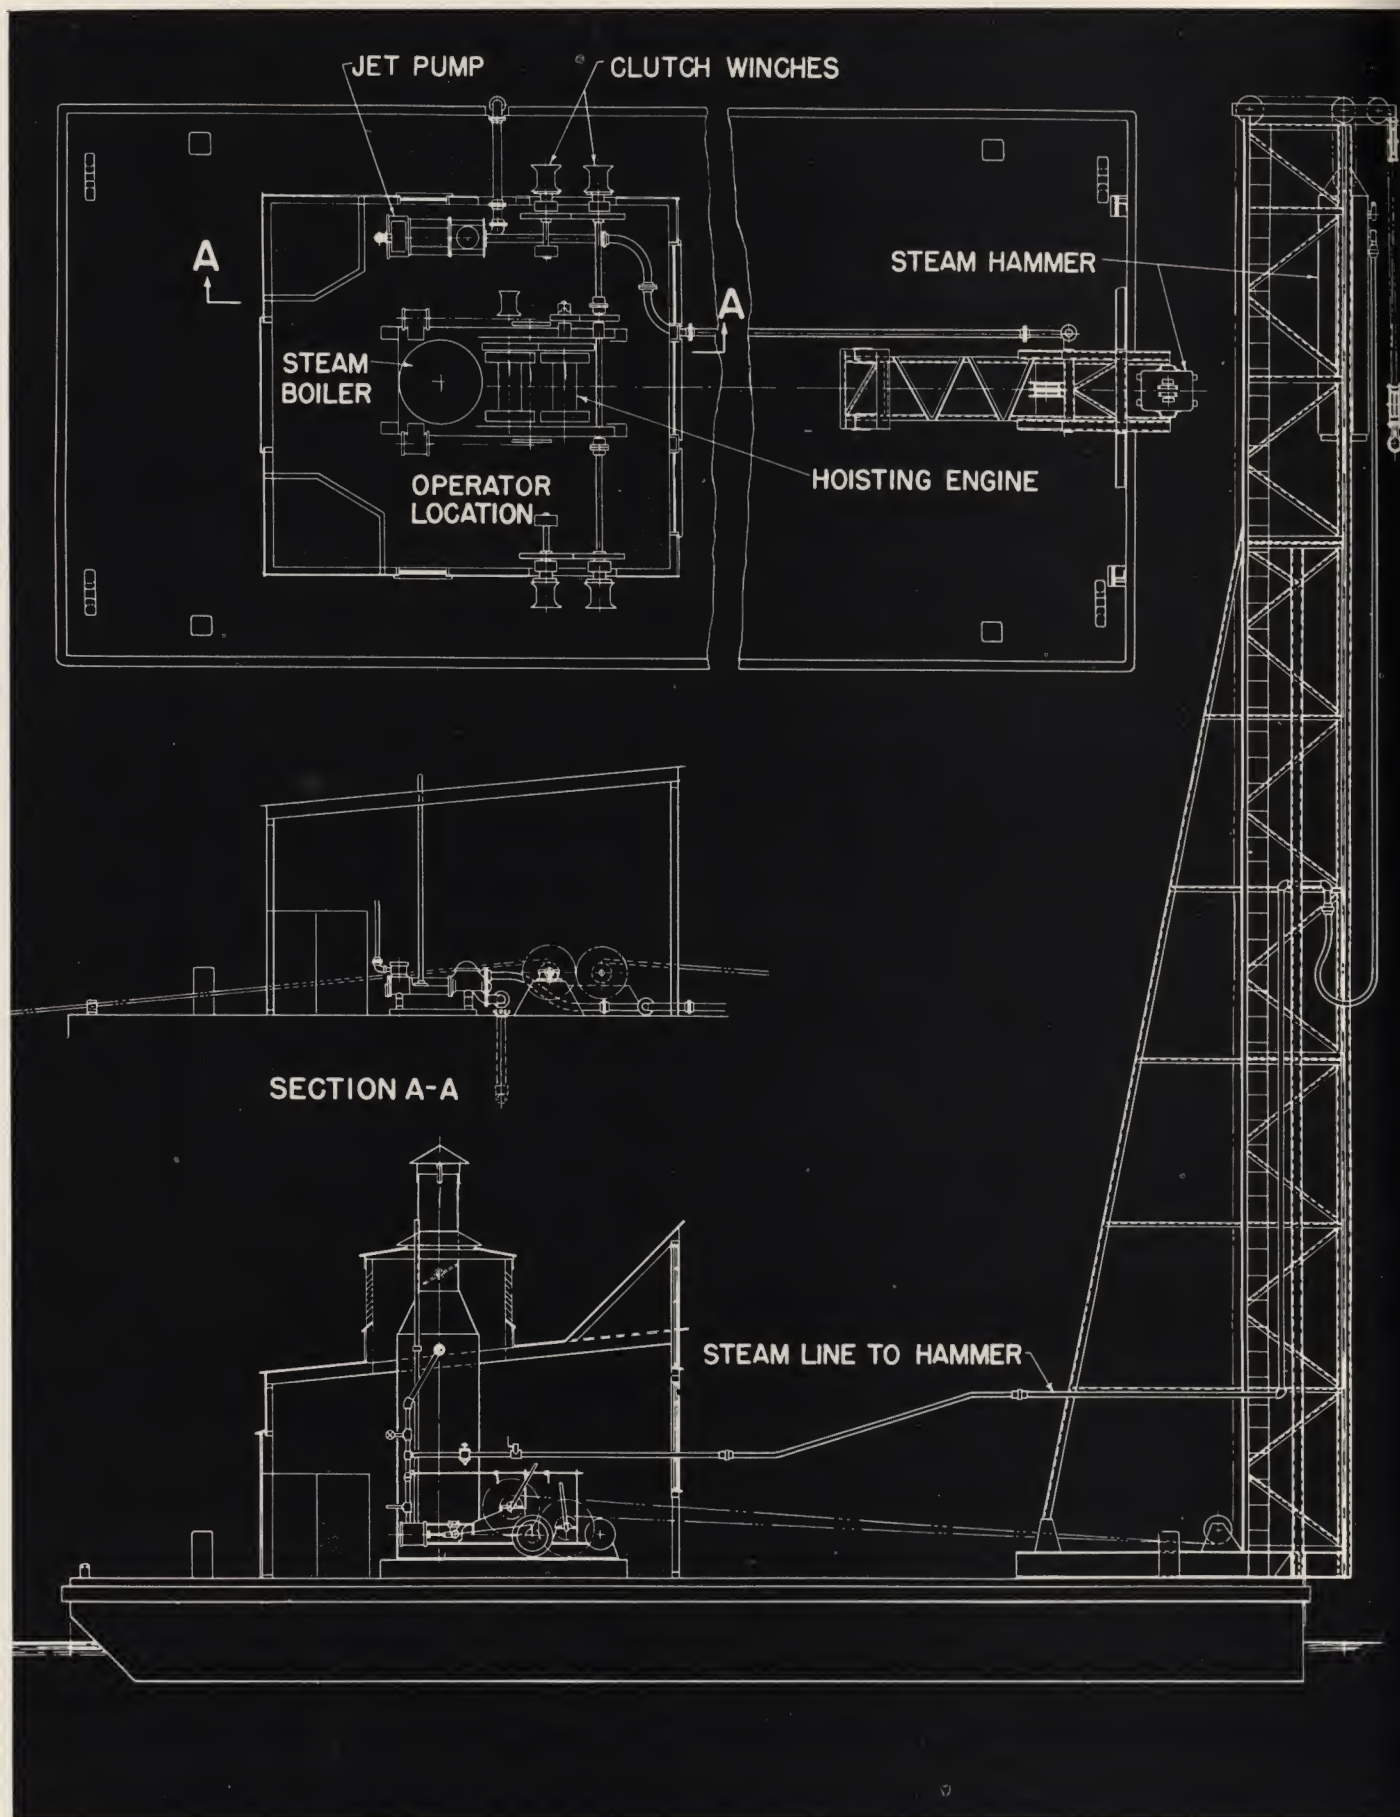 JET PUMP
CLUTCH WINCHES
A
STEAM HAMMER
A
STEAM
BOILER
OPERATOR
LOCATION
HOISTING ENGINE
SECTION A-A
STEAM LINE TO HAMMER